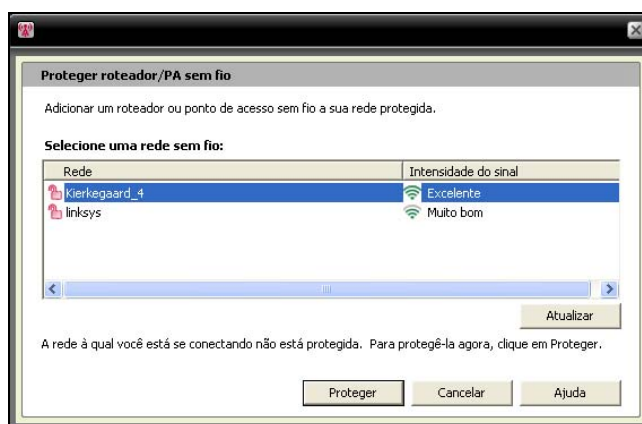 Proteger roteador/PA sem fio
Adicionar um roteador ou ponto de acesso sem fio a sua rede protegida.
Selecione uma rede sem fio:
Rede Intensidade do sinal
Kierkegaard_4 Excelente
linksys Muito bom
Atualizar
A rede à qual você está se conectando não está protegida. Para protegê-la agora, clique em Proteger.
Proteger Cancelar Ajuda